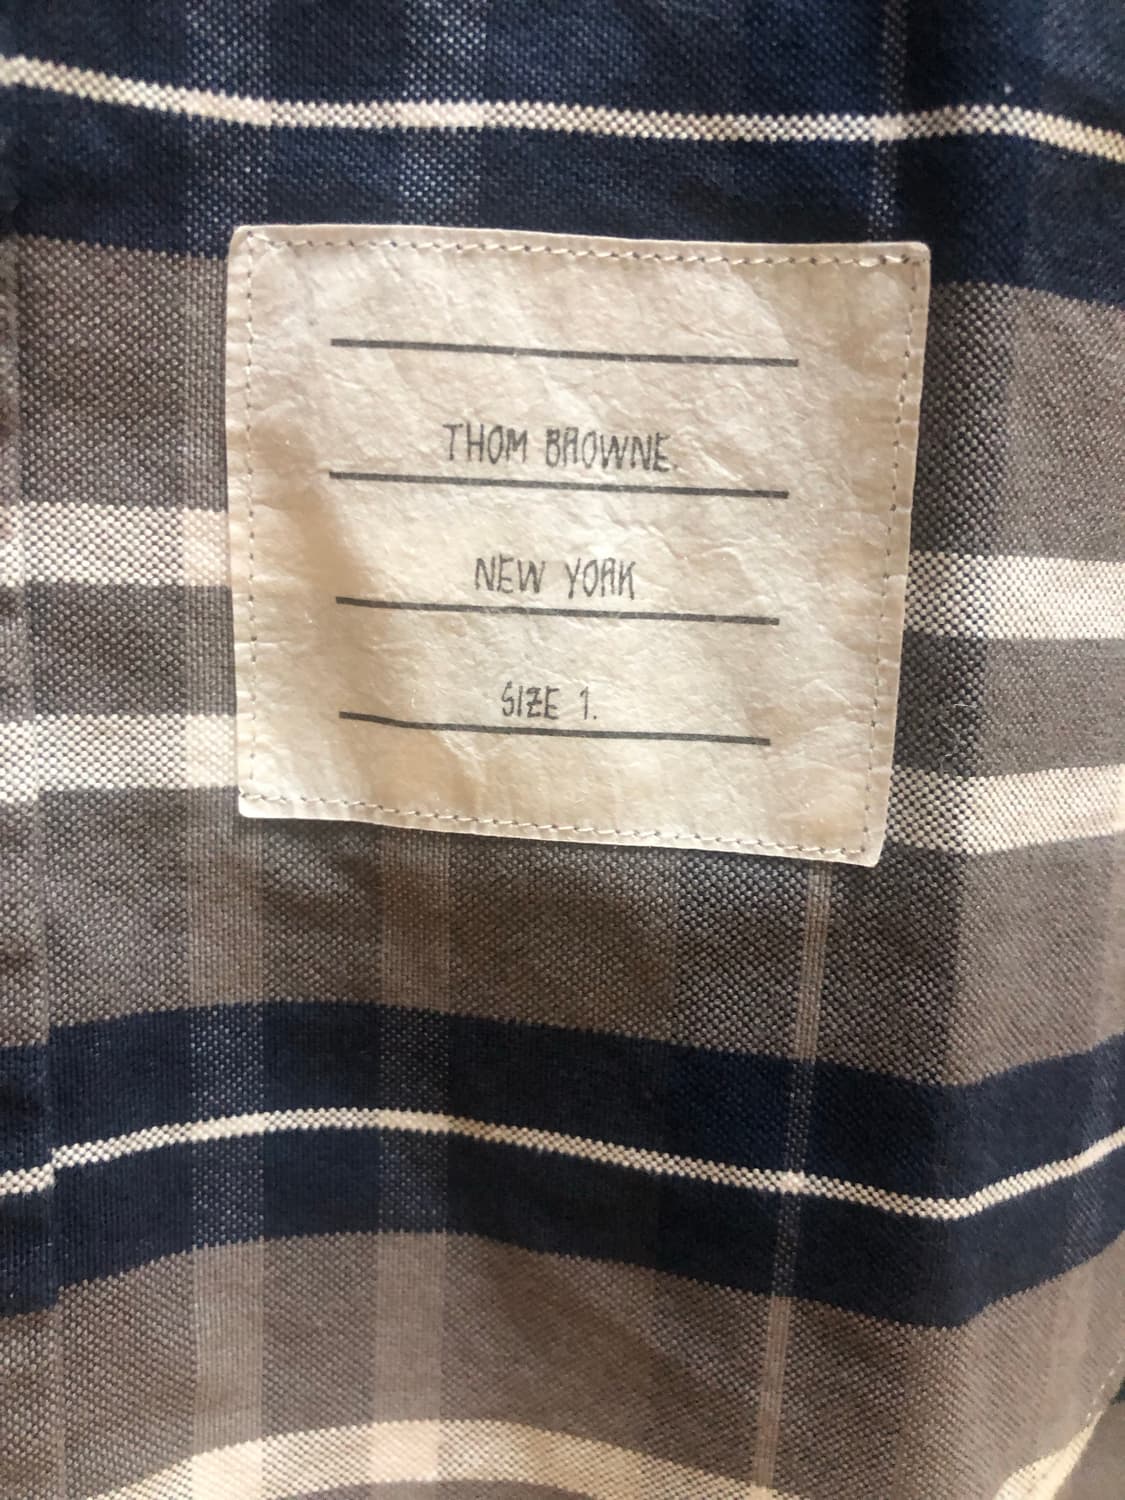 THOM BROWNE.
NEW YORK
SIZE 1.